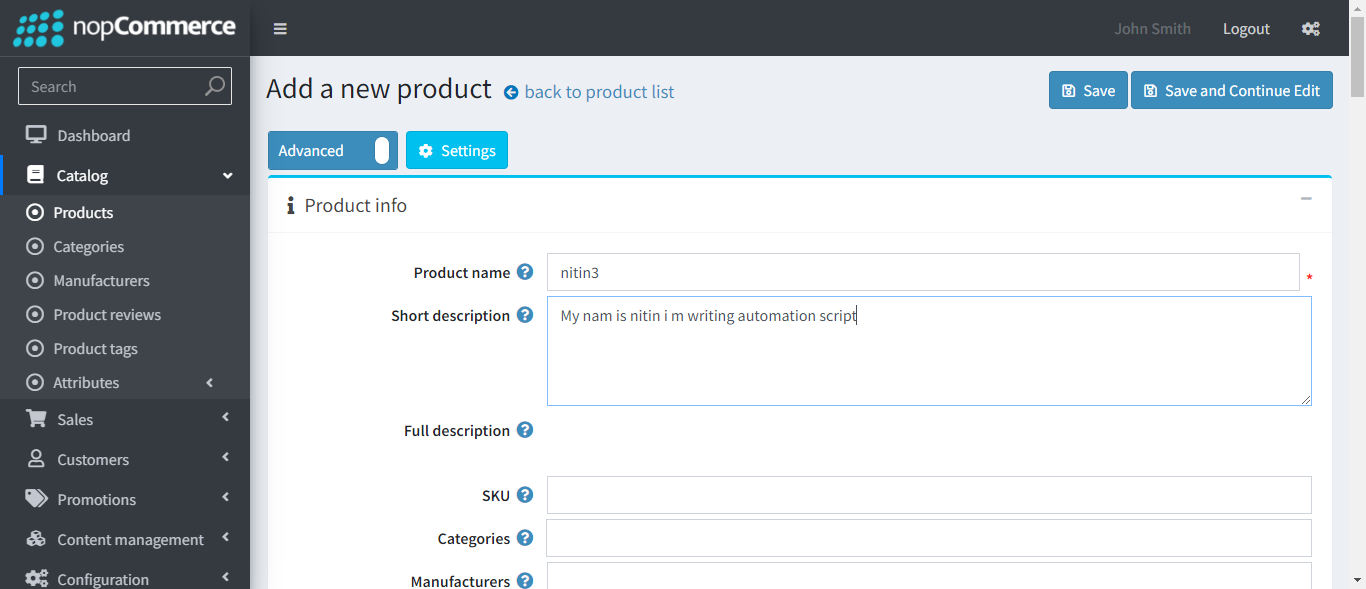 nopCommerce
John Smith
Logout
Search
Add a new product
back to product list
Save
Save and Continue Edit
Dashboard
Advanced
Settings
Catalog
Product info
Products
Categories
Manufacturers
Product reviews
Product tags
Attributes
Sales
Customers
Promotions
Content management
Configuration
Product name ? nitin3 *
Short description ? My nam is nitin i m writing automation script
Full description ?
SKU ?
Categories ?
Manufacturers ?